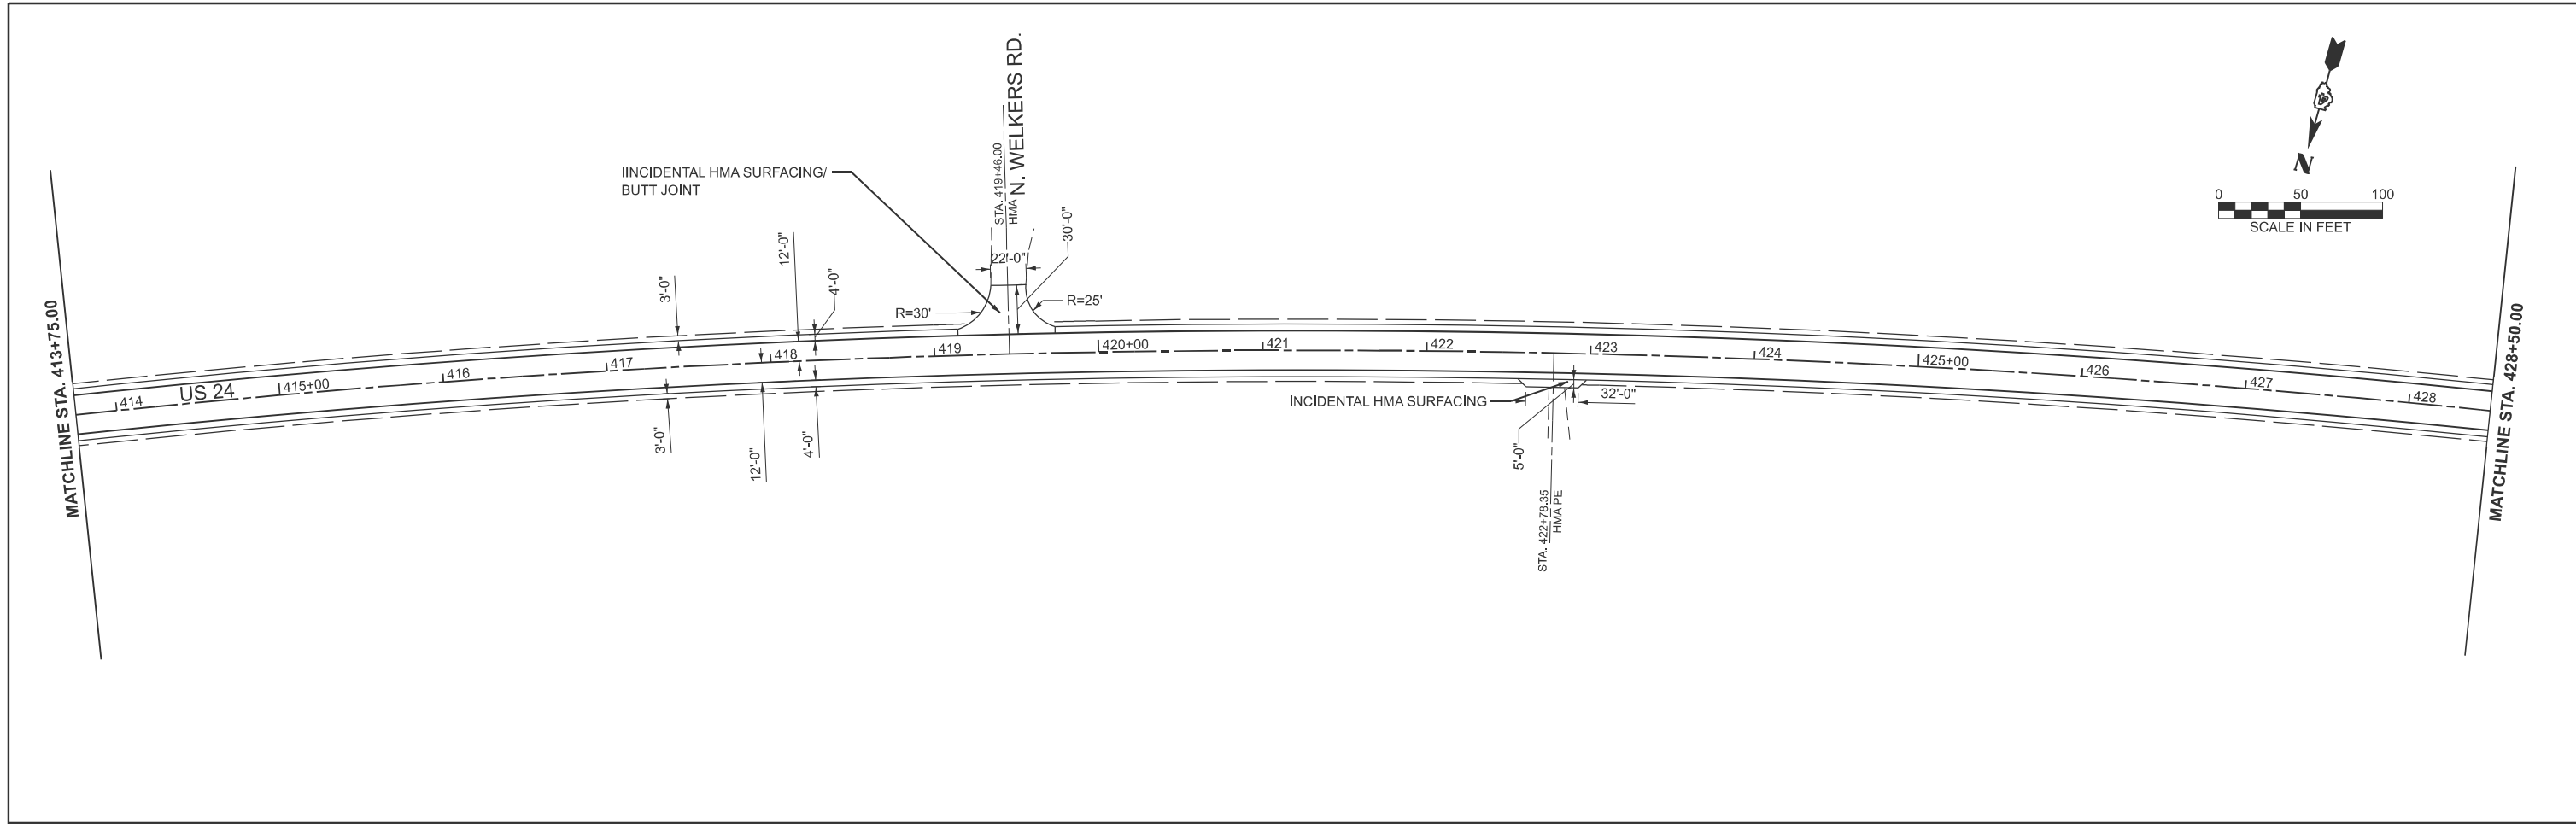 N. WELKERS RD.
STA. 419+46.00
HMA
IINCIDENTAL HMA SURFACING/
BUTT JOINT
N
0 50 100
SCALE IN FEET
12'-0"
3'-0"
4'-0"
30'-0"
22'-0"
R=30'
R=25'
MATCHLINE STA. 413+75.00
MATCHLINE STA. 428+50.00
US 24
414
415+00
416
417
418
419
420+00
421
422
423
424
425+00
426
427
428
INCIDENTAL HMA SURFACING
32'-0"
3'-0"
12'-0"
4'-0"
5'-0"
STA. 422+78.35
HMA PE